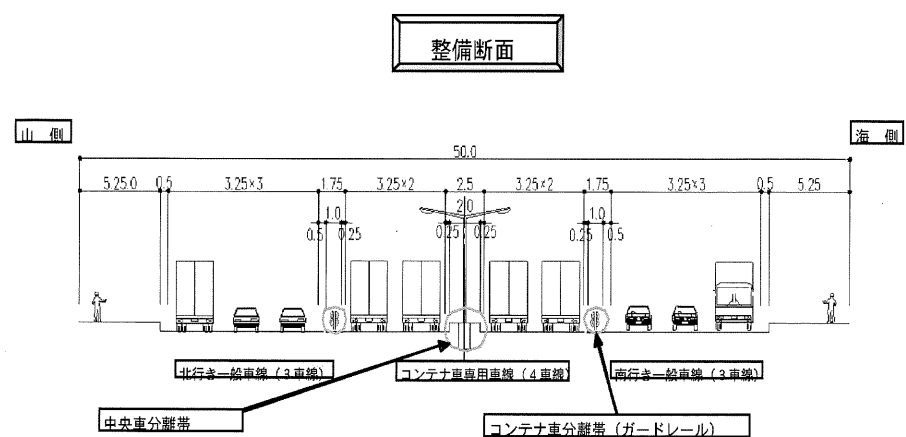 整備断面
山 側
海 側
50.0
5.25.0 0.5 3.25×3 1.75 3.25×2 2.5 3.25×2 1.75 3.25×3 0.5 5.25
1.0 2.0 1.0
0.5 0.25 0.25 0.25 0.25 0.5
北行き一般車線(3車線)
コンテナ車専用車線(4車線)
南行き一般車線(3車線)
中央車分離帯
コンテナ車分離帯(ガードレール)